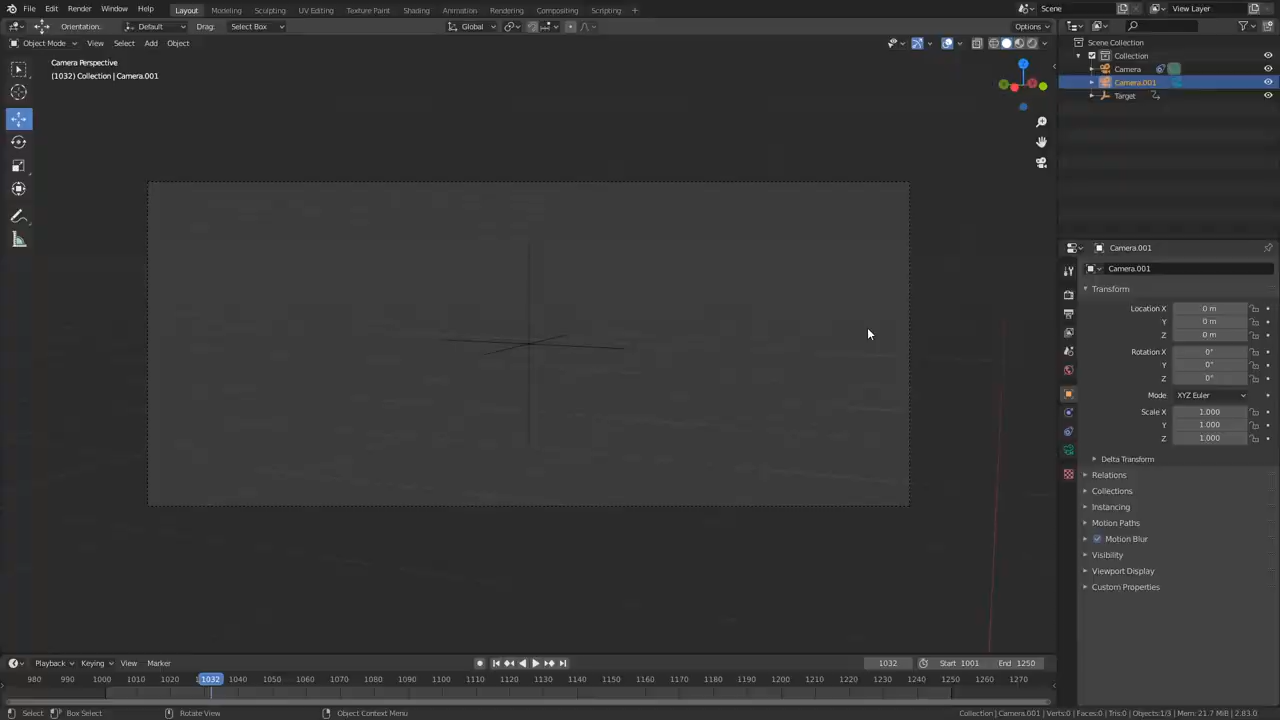 File Edit Render Window Help Layout Modeling Sculpting UV Editing Texture Paint Shading Animation Rendering Compositing Scripting + Scene View Layer
Orientation: Default Drag: Select Box Global Options
Object Mode View Select Add Object
Camera Perspective
(1032) Collection | Camera.001
Z
Scene Collection
Collection
Camera
Camera.001
Target
Camera.001
Camera.001
Transform
Location X 0 m
Y 0 m
Z 0 m
Rotation X 0°
Y 0°
Z 0°
Mode XYZ Euler
Scale X 1.000
Y 1.000
Z 1.000
Delta Transform
Relations
Collections
Instancing
Motion Paths
Motion Blur
Visibility
Viewport Display
Custom Properties
Playback Keying View Marker 1032 Start 1001 End 1250
980 990 1000 1010 1020 1032 1040 1050 1060 1070 1080 1090 1100 1110 1120 1130 1140 1150 1160 1170 1180 1190 1200 1210 1220 1230 1240 1250 1260 1270
Select Box Select Rotate View Object Context Menu Collection | Camera.001 | Verts:0 | Faces:0 | Tris:0 | Objects:1/3 | Mem: 21.7 MiB | 2.83.0